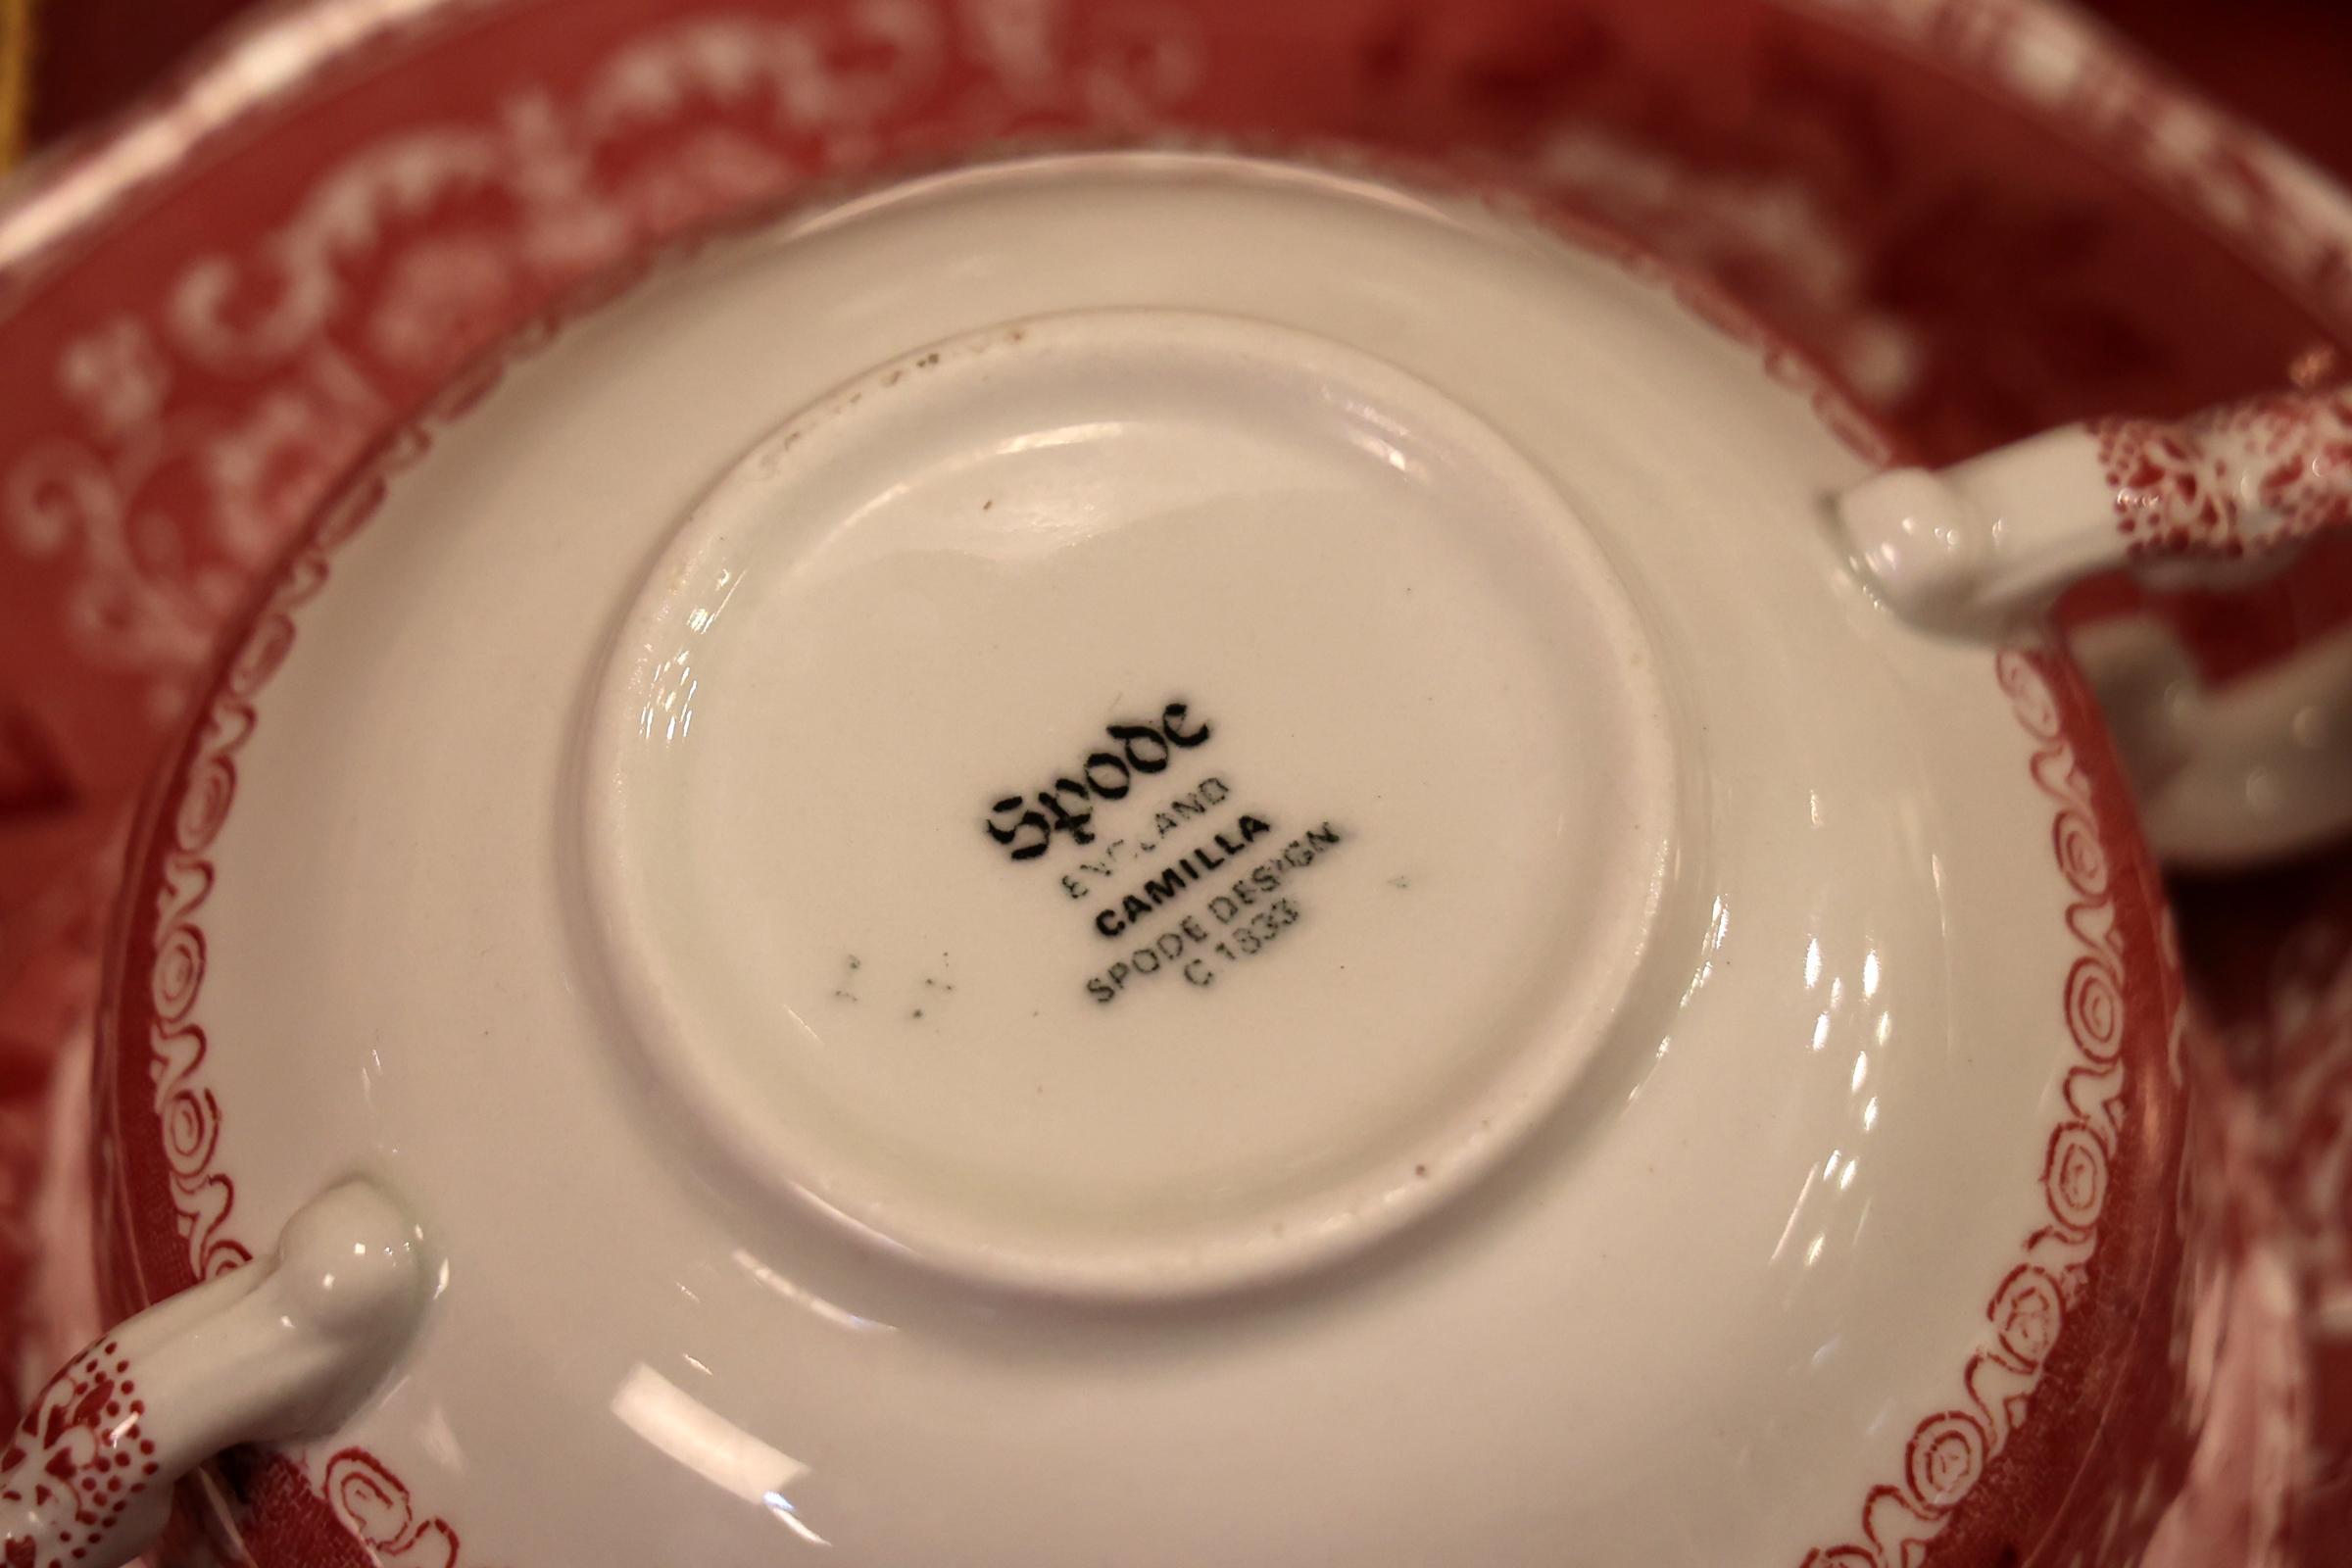 Spode
ENGLAND
CAMILLA
SPODE DESIGN
C 1833